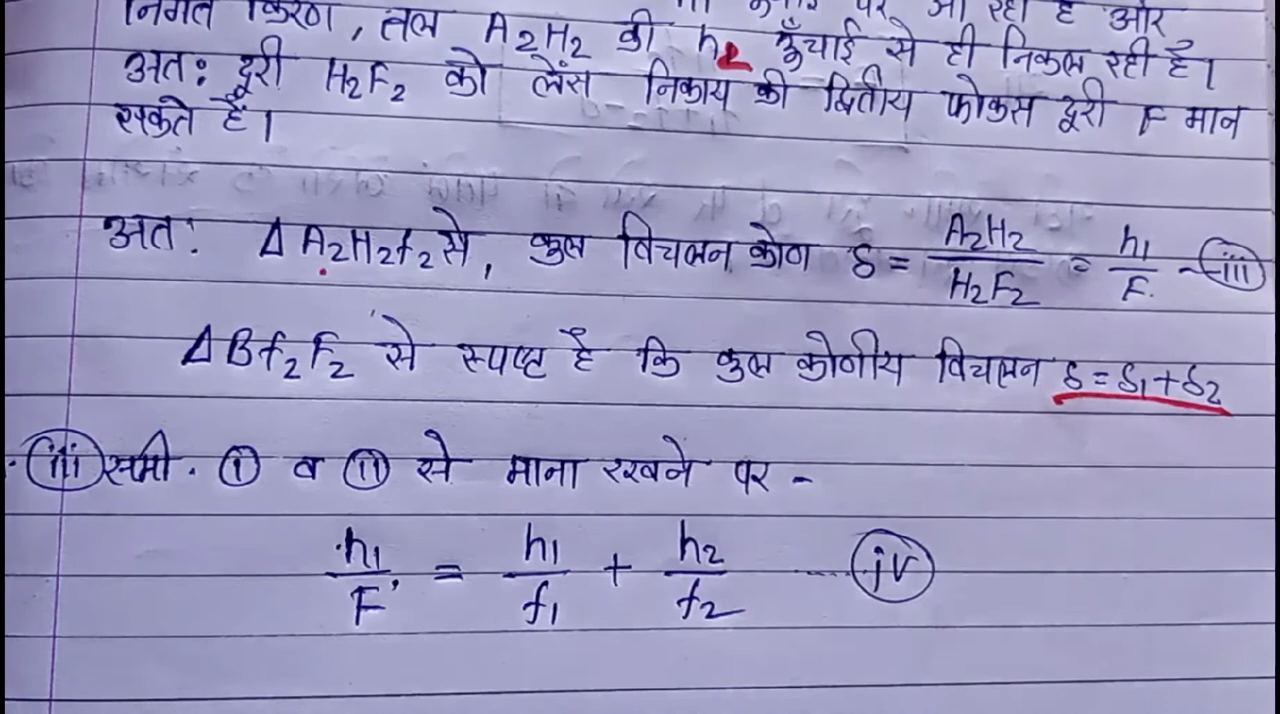 निर्गत किरण, तल A₂H₂ की h₂ ऊँचाई से ही निकल रही है।
अतः दूरी H₂F₂ को लेंस निकाय की द्वितीय फोकस दूरी F मान
सकते हैं।
अतः ΔA₂H₂f₂ से, कुल विचलन कोण δ = A₂H₂/H₂F₂ = h₁/F -(iii)
ΔBf₂F₂ से स्पष्ट है कि कुल कोणीय विचलन δ = δ₁+δ₂
(iii) समी. (i) व (ii) से माना रखने पर -
h₁/F = h₁/f₁ + h₂/f₂ ....(iv)